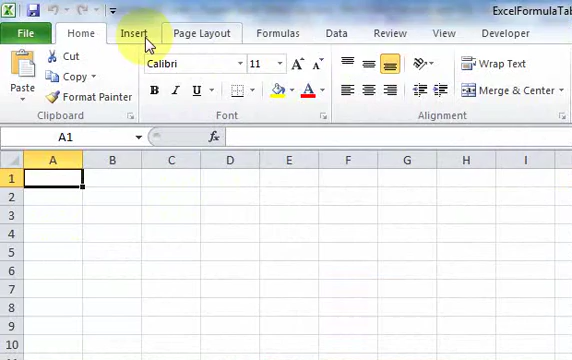 ExcelFormulaTab
File Home Insert Page Layout Formulas Data Review View Developer
Cut
Calibri 11 A A Wrap Text
Copy
Paste
Format Painter B I U A Merge & Center
Clipboard Font Alignment
A1 fx
A B C D E F G H I
1
2
3
4
5
6
7
8
9
10